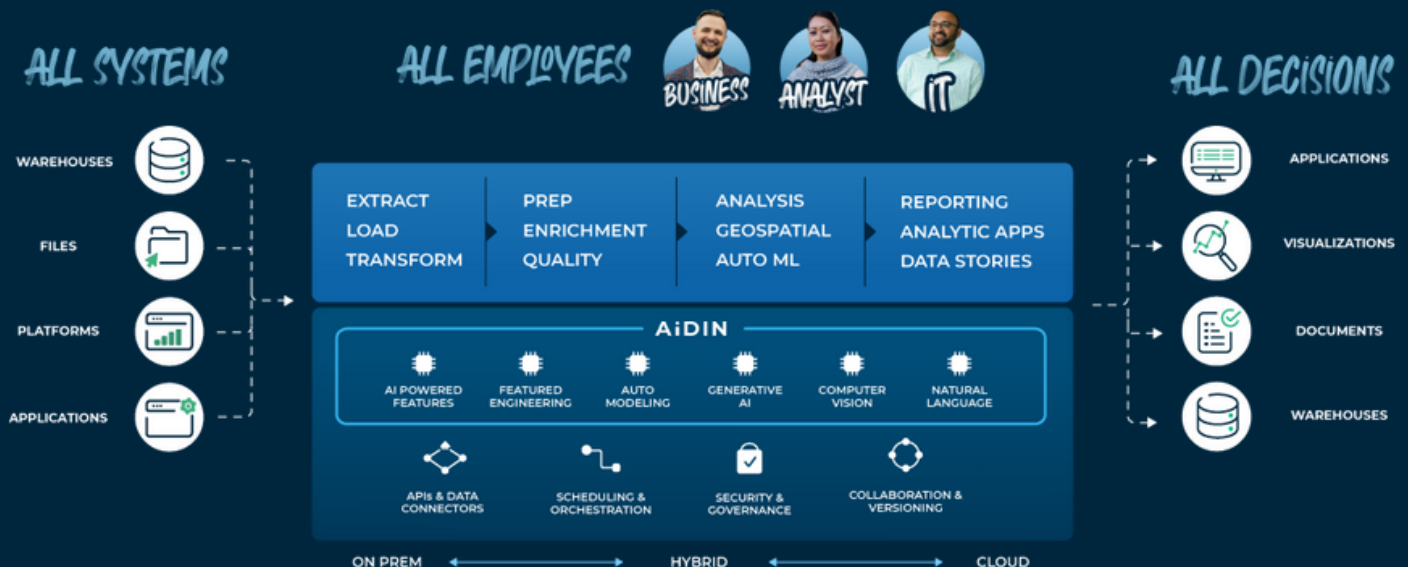 ALL SYSTEMS
ALL EMPLOYEES
BUSINESS
ANALYST
iT
ALL DECiSiONS
WAREHOUSES
FILES
PLATFORMS
APPLICATIONS
EXTRACT
LOAD
TRANSFORM
PREP
ENRICHMENT
QUALITY
ANALYSIS
GEOSPATIAL
AUTO ML
REPORTING
ANALYTIC APPS
DATA STORIES
AiDIN
AI POWERED
FEATURES
FEATURED
ENGINEERING
AUTO
MODELING
GENERATIVE
AI
COMPUTER
VISION
NATURAL
LANGUAGE
APIs & DATA
CONNECTORS
SCHEDULING &
ORCHESTRATION
SECURITY &
GOVERNANCE
COLLABORATION &
VERSIONING
ON PREM
HYBRID
CLOUD
APPLICATIONS
VISUALIZATIONS
DOCUMENTS
WAREHOUSES